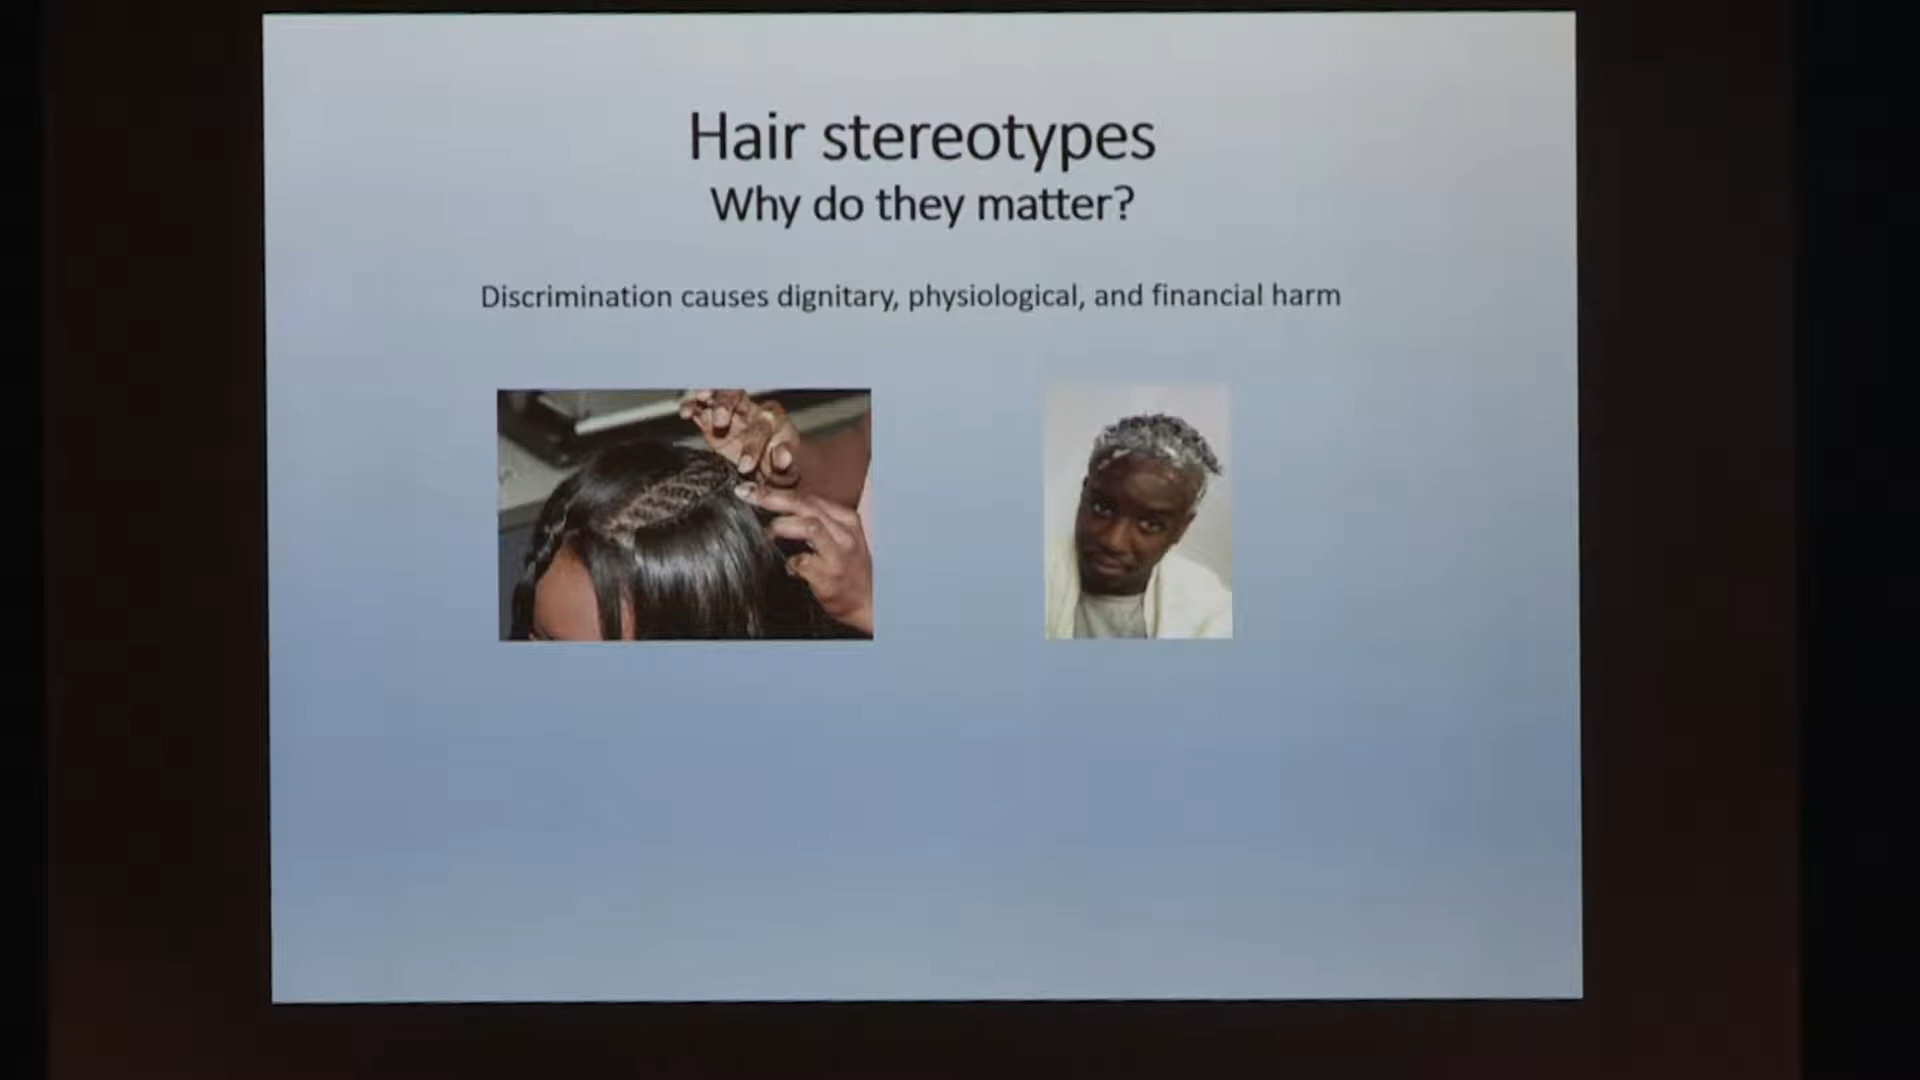 Hair stereotypes
Why do they matter?
Discrimination causes dignitary, physiological, and financial harm